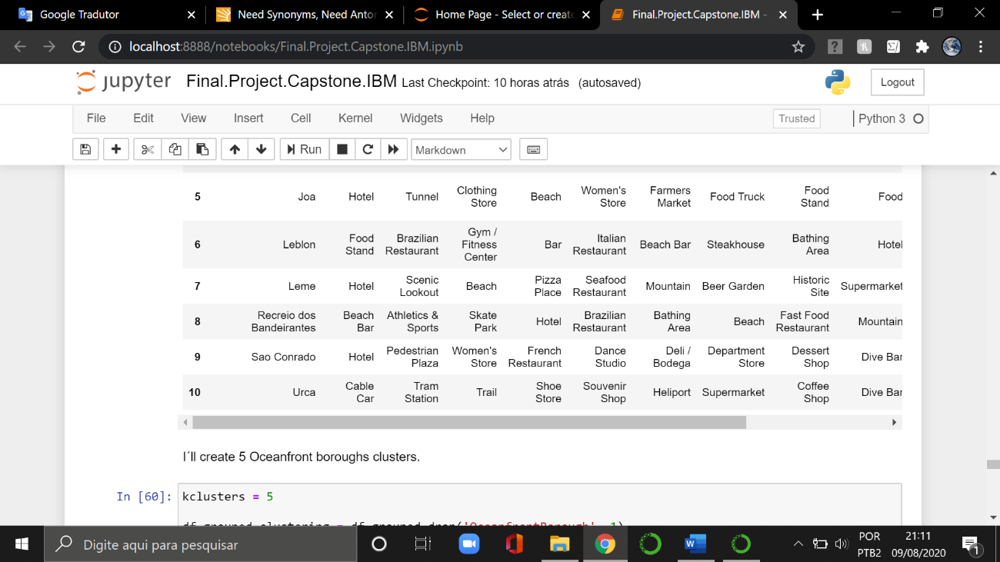 Google Tradutor
Need Synonyms, Need Anton
Home Page - Select or create
Final.Project.Capstone.IBM -
localhost:8888/notebooks/Final.Project.Capstone.IBM.ipynb
jupyter Final.Project.Capstone.IBM Last Checkpoint: 10 horas atrás (autosaved)
Logout
File Edit View Insert Cell Kernel Widgets Help
Trusted
Python 3
Run
Markdown
5 Joa Hotel Tunnel Clothing Store Beach Women's Store Farmers Market Food Truck Food Stand Food
6 Leblon Food Stand Brazilian Restaurant Gym / Fitness Center Bar Italian Restaurant Beach Bar Steakhouse Bathing Area Hotel
7 Leme Hotel Scenic Lookout Beach Pizza Place Seafood Restaurant Mountain Beer Garden Historic Site Supermarket
8 Recreio dos Bandeirantes Beach Bar Athletics & Sports Skate Park Hotel Brazilian Restaurant Bathing Area Beach Fast Food Restaurant Mountain
9 Sao Conrado Hotel Pedestrian Plaza Women's Store French Restaurant Dance Studio Deli / Bodega Department Store Dessert Shop Dive Bar
10 Urca Cable Car Tram Station Trail Shoe Store Souvenir Shop Heliport Supermarket Coffee Shop Dive Bar
I´ll create 5 Oceanfront boroughs clusters.
In [60]: kclusters = 5
df_grouped_clustering = df_grouped.drop('OceanfrontBorough', 1)
Digite aqui para pesquisar
POR
PTB2
21:11
09/08/2020
1